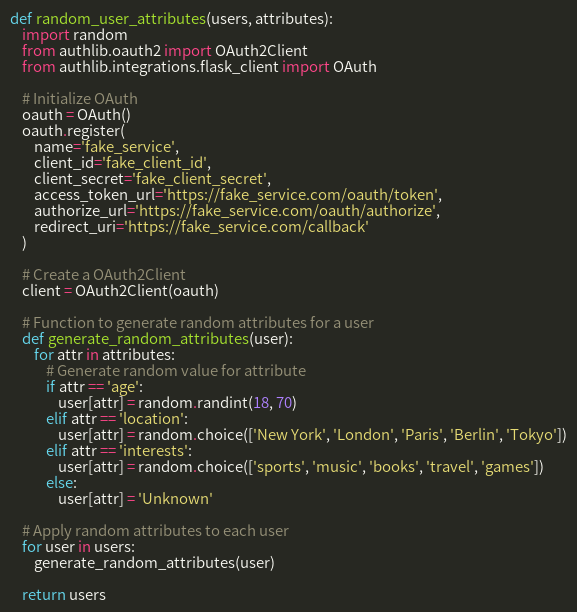 def random_user_attributes(users, attributes):
    import random
    from authlib.oauth2 import OAuth2Client
    from authlib.integrations.flask_client import OAuth

    # Initialize OAuth
    oauth = OAuth()
    oauth.register(
        name='fake_service',
        client_id='fake_client_id',
        client_secret='fake_client_secret',
        access_token_url='https://fake_service.com/oauth/token',
        authorize_url='https://fake_service.com/oauth/authorize',
        redirect_uri='https://fake_service.com/callback'
    )

    # Create a OAuth2Client
    client = OAuth2Client(oauth)

    # Function to generate random attributes for a user
    def generate_random_attributes(user):
        for attr in attributes:
            # Generate random value for attribute
            if attr == 'age':
                user[attr] = random.randint(18, 70)
            elif attr == 'location':
                user[attr] = random.choice(['New York', 'London', 'Paris', 'Berlin', 'Tokyo'])
            elif attr == 'interests':
                user[attr] = random.choice(['sports', 'music', 'books', 'travel', 'games'])
            else:
                user[attr] = 'Unknown'

    # Apply random attributes to each user
    for user in users:
        generate_random_attributes(user)

    return users